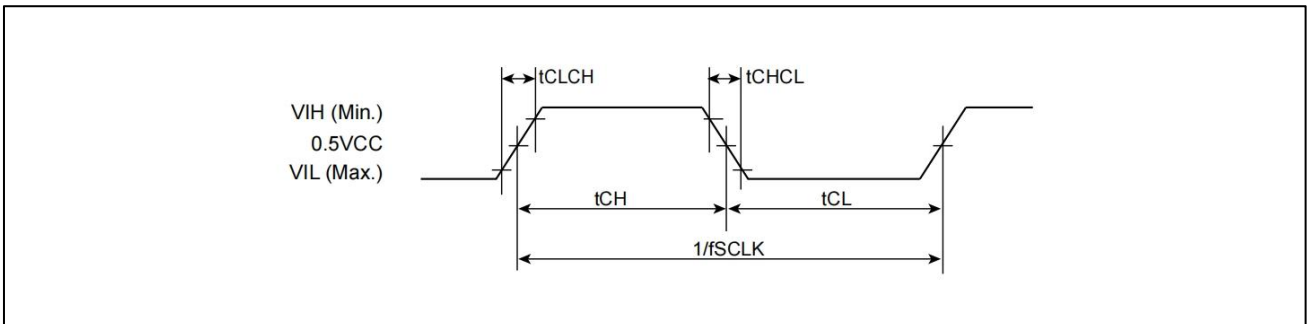 tCLCH
tCHCL
VIH (Min.)
0.5VCC
VIL (Max.)
tCH
tCL
1/fSCLK